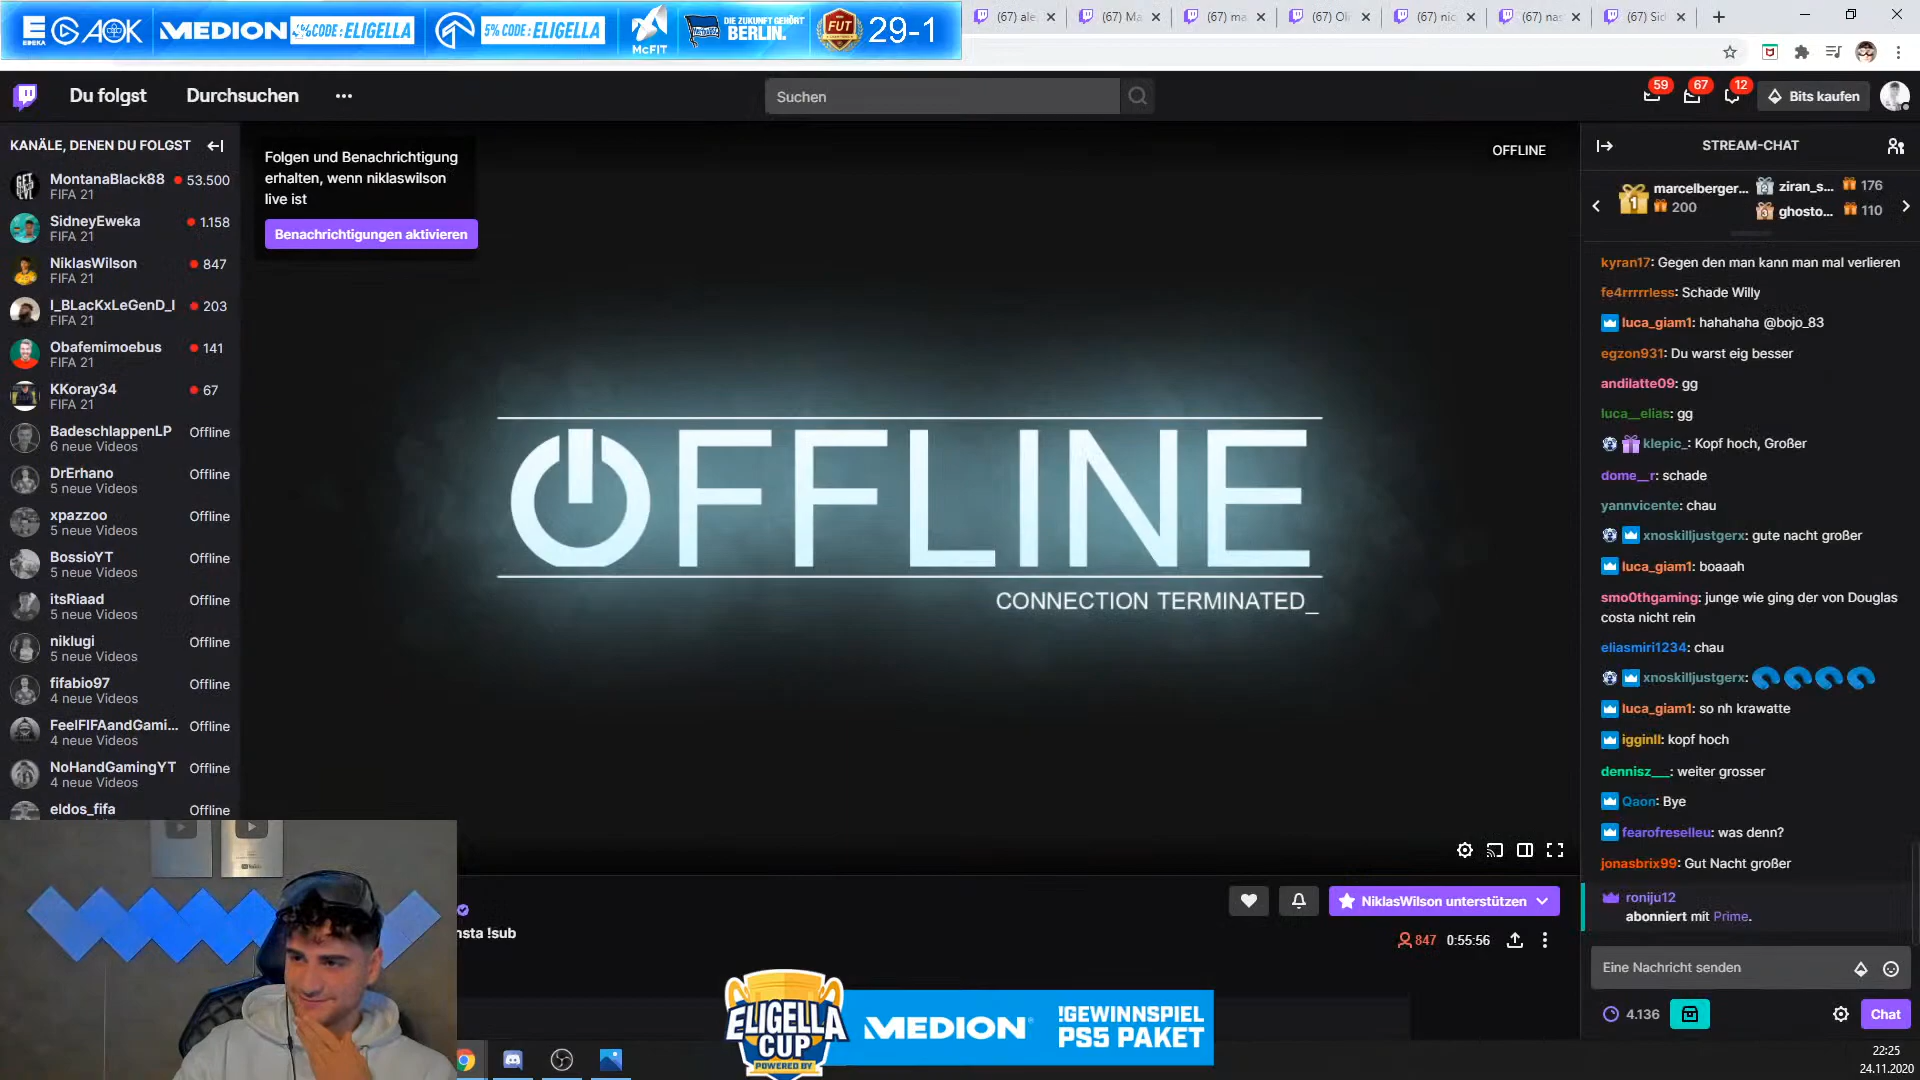 EDEKA
AOK
MEDION
CODE: ELIGELLA
5% CODE: ELIGELLA
McFIT
DIE ZUKUNFT GEHÖRT
BERLIN.
FUT
29-1
(67) ale
(67) Ma
(67) ma
(67) Oli
(67) nic
(67) nas
(67) Sid
Du folgst
Durchsuchen
Suchen
59
67
12
Bits kaufen
KANÄLE, DENEN DU FOLGST
MontanaBlack88
53.500
FIFA 21
SidneyEweka
1.158
FIFA 21
NiklasWilson
847
FIFA 21
I_BLacKxLeGenD_I
203
FIFA 21
Obafemimoebus
141
FIFA 21
KKoray34
67
FIFA 21
BadeschlappenLP
Offline
6 neue Videos
DrErhano
Offline
5 neue Videos
xpazzoo
Offline
5 neue Videos
BossioYT
Offline
5 neue Videos
itsRiaad
Offline
5 neue Videos
niklugi
Offline
5 neue Videos
fifabio97
Offline
4 neue Videos
FeelFIFAandGami...
Offline
4 neue Videos
NoHandGamingYT
Offline
4 neue Videos
eldos_fifa
Offline
Folgen und Benachrichtigung
erhalten, wenn niklaswilson
live ist
Benachrichtigungen aktivieren
OFFLINE
OFFLINE
CONNECTION TERMINATED_
nsta !sub
NiklasWilson unterstützen
847
0:55:56
ELIGELLA
CUP
POWERED BY
MEDION
!GEWINNSPIEL
PS5 PAKET
STREAM-CHAT
1
marcelberger...
200
ziran_s...
176
ghosto...
110
kyran17: Gegen den man kann man mal verlieren
fe4rrrrrless: Schade Willy
luca_giam1: hahahaha @bojo_83
egzon931: Du warst eig besser
andilatte09: gg
luca__elias: gg
klepic_: Kopf hoch, Großer
dome__r: schade
yannvicente: chau
xnoskilljustgerx: gute nacht großer
luca_giam1: boaaah
smo0thgaming: junge wie ging der von Douglas
costa nicht rein
eliasmiri1234: chau
xnoskilljustgerx:
luca_giam1: so nh krawatte
igginll: kopf hoch
dennisz___: weiter grosser
Qaon: Bye
fearofreselleu: was denn?
jonasbrix99: Gut Nacht großer
roniju12
abonniert mit Prime.
Eine Nachricht senden
4.136
Chat
22:25
24.11.2020